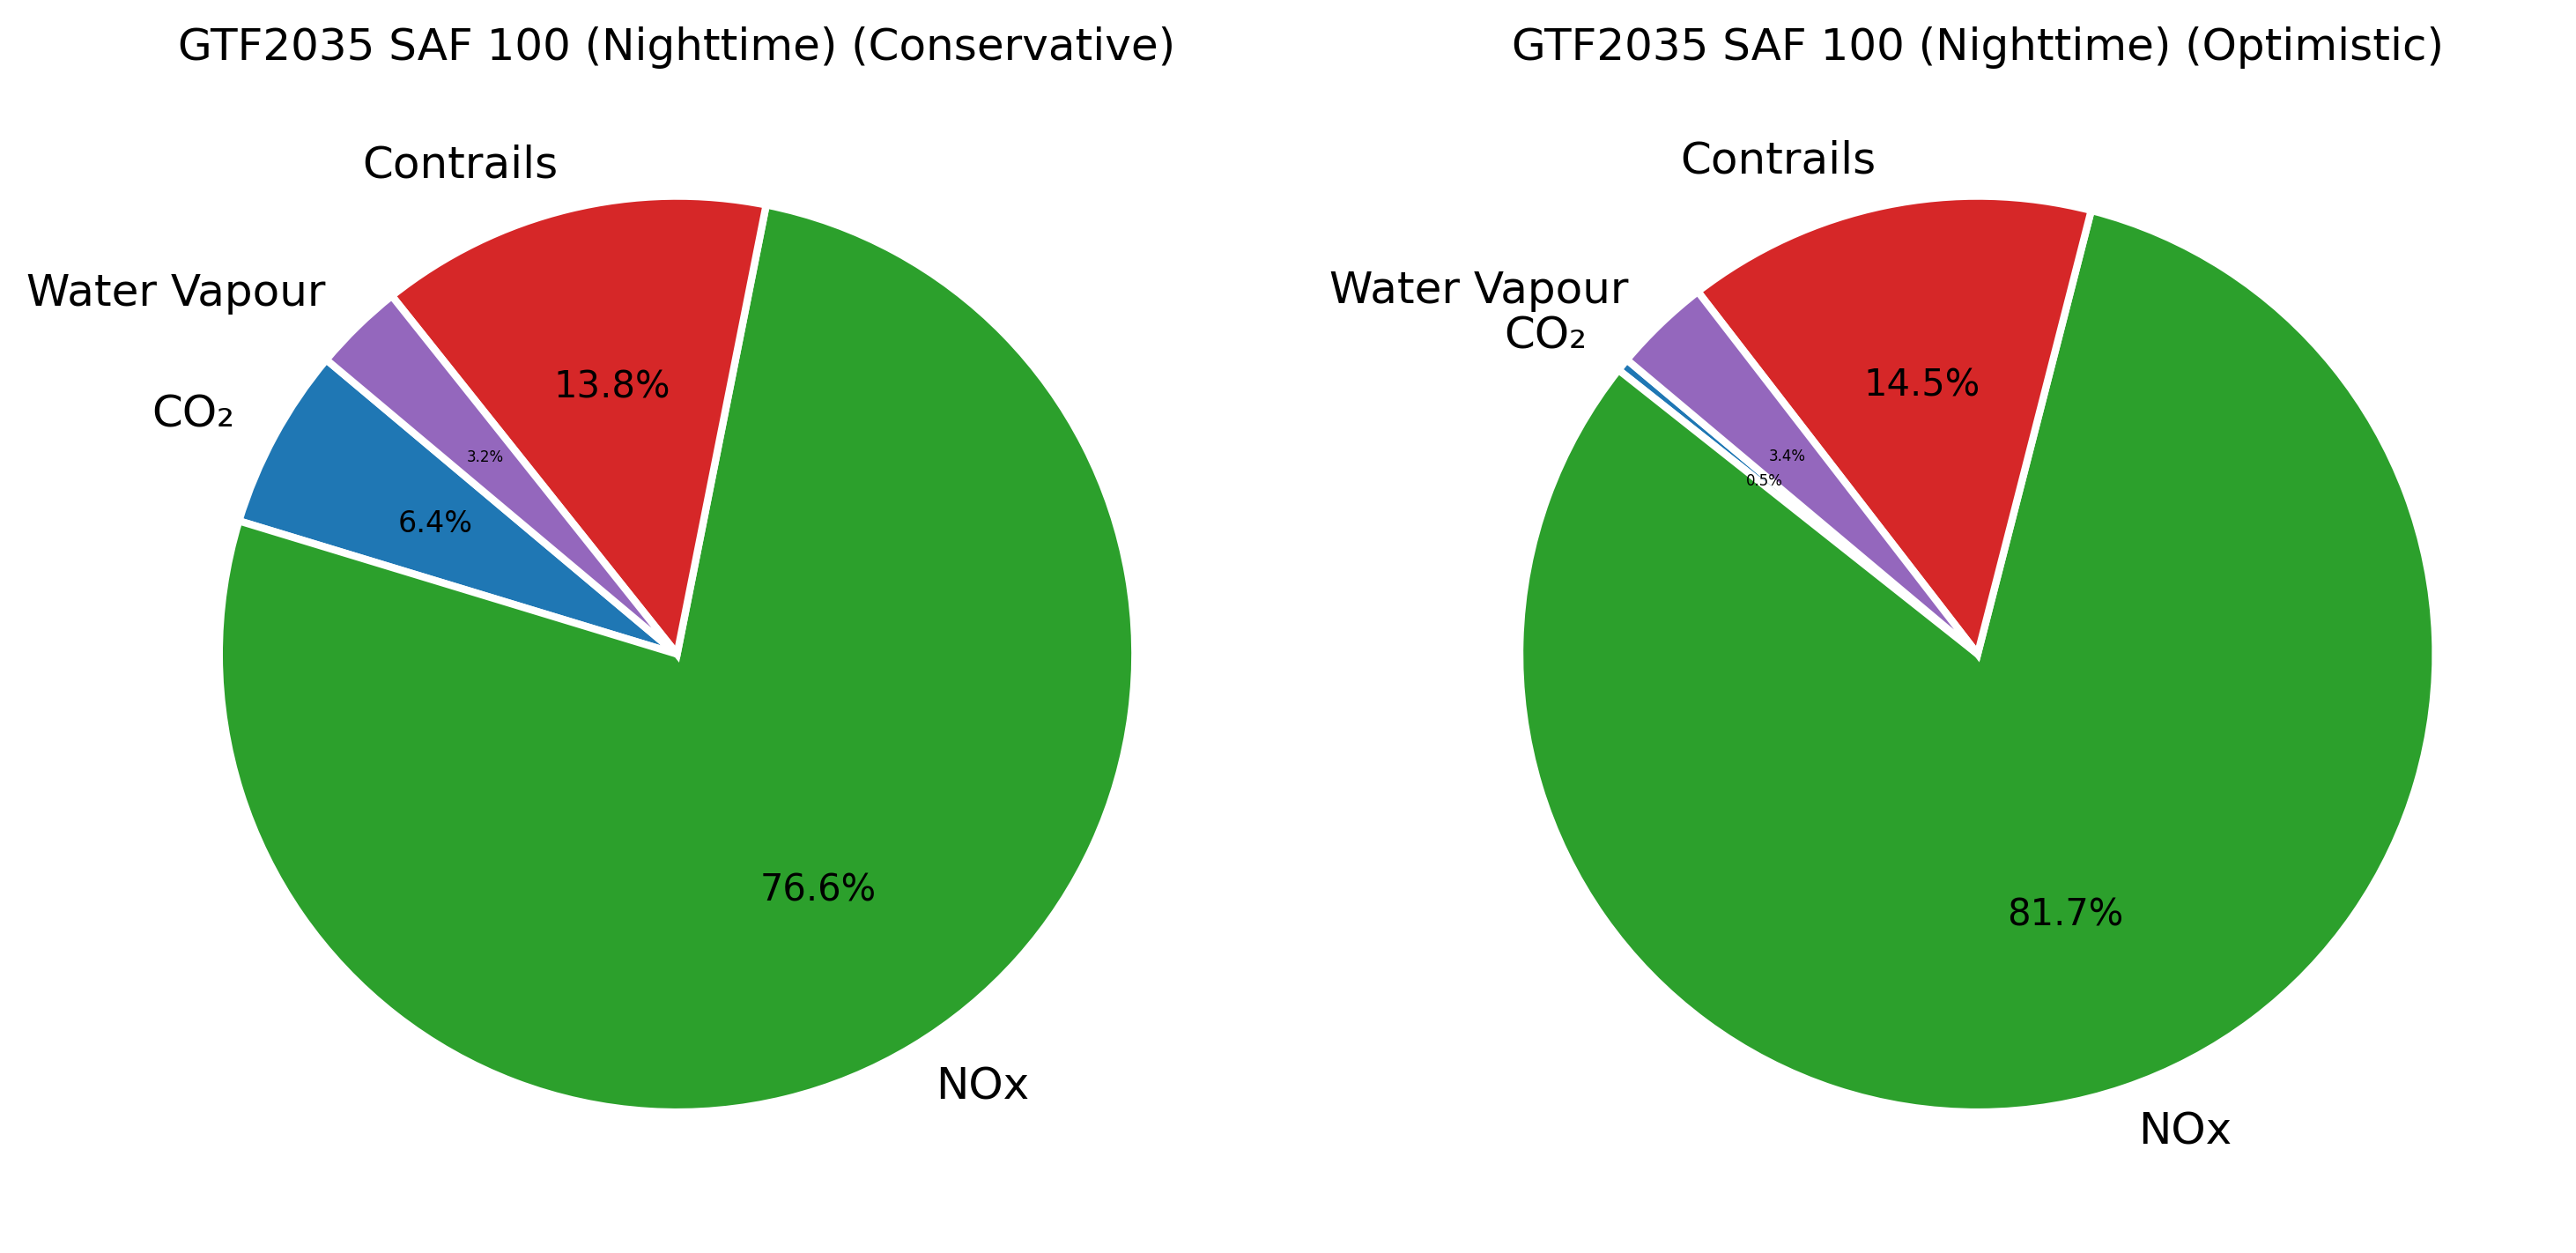 GTF2035 SAF 100 (Nighttime) (Conservative)
Contrails
Water Vapour
CO₂
13.8%
3.2%
6.4%
76.6%
NOx
GTF2035 SAF 100 (Nighttime) (Optimistic)
Contrails
Water Vapour
CO₂
14.5%
3.4%
0.5%
81.7%
NOx